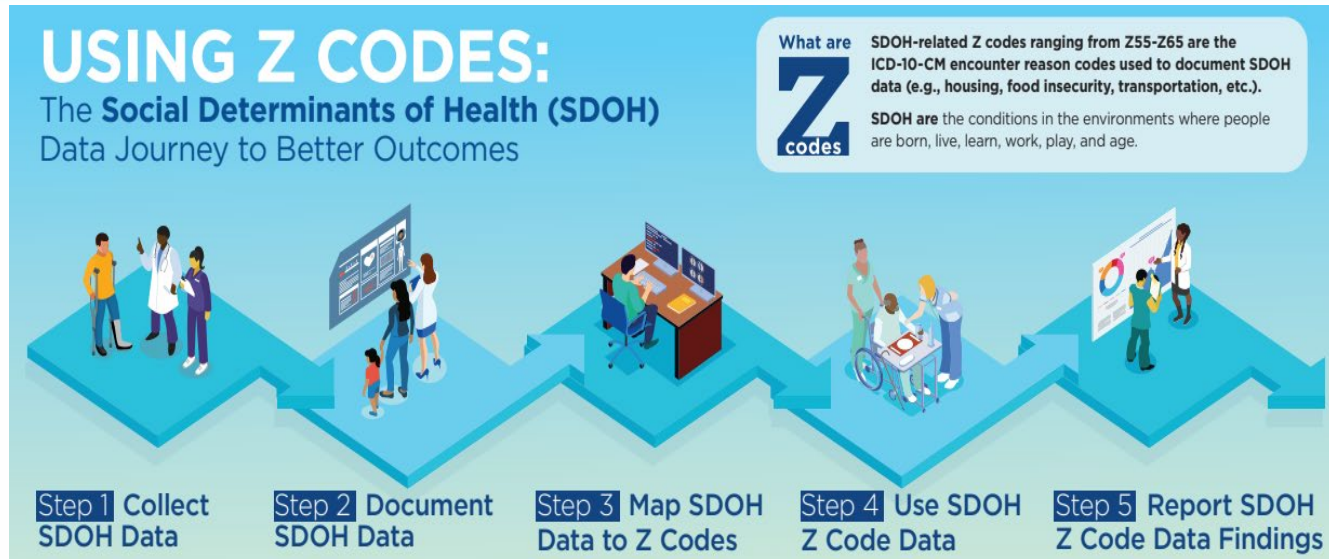 USING Z CODES:
The Social Determinants of Health (SDOH)
Data Journey to Better Outcomes
What are
Z
codes
SDOH-related Z codes ranging from Z55-Z65 are the
ICD-10-CM encounter reason codes used to document SDOH
data (e.g., housing, food insecurity, transportation, etc.).
SDOH are the conditions in the environments where people
are born, live, learn, work, play, and age.
Step 1 Collect
SDOH Data
Step 2 Document
SDOH Data
Step 3 Map SDOH
Data to Z Codes
Step 4 Use SDOH
Z Code Data
Step 5 Report SDOH
Z Code Data Findings